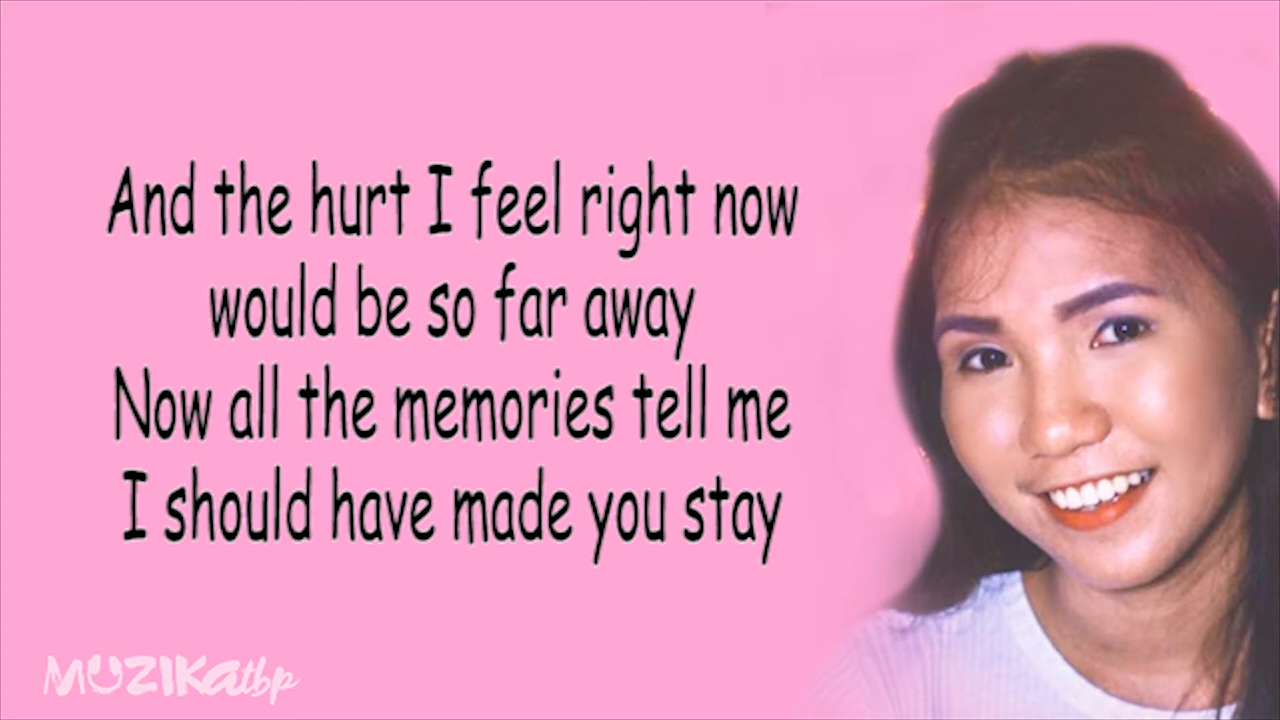 And the hurt I feel right now
would be so far away
Now all the memories tell me
I should have made you stay
MUZIKAtbp